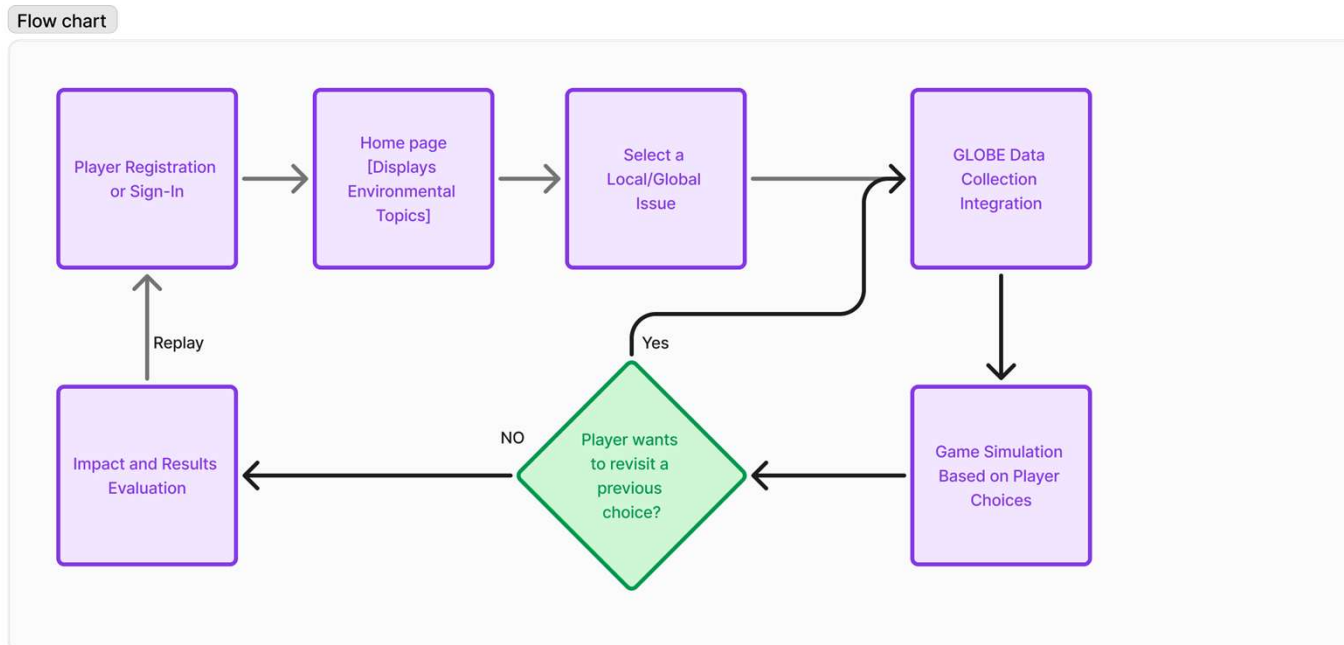 Flow chart
Player Registration
or Sign-In
Home page
[Displays
Environmental
Topics]
Select a
Local/Global
Issue
GLOBE Data
Collection
Integration
Replay
Yes
NO
Impact and Results
Evaluation
Player wants
to revisit a
previous
choice?
Game Simulation
Based on Player
Choices